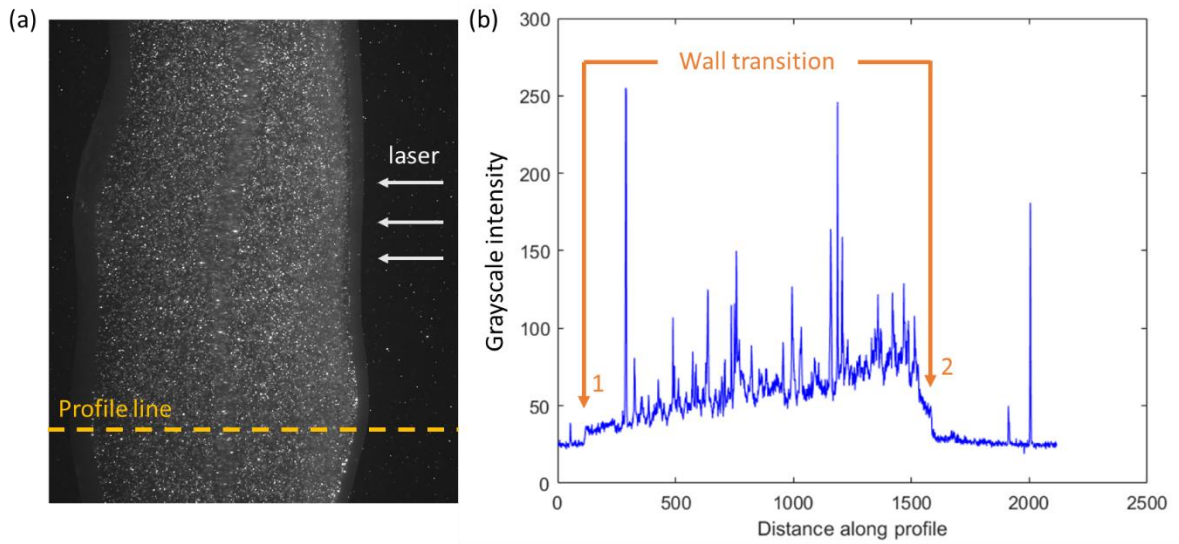 (a)
laser
Profile line
(b)
Grayscale intensity
300
250
200
150
100
50
0
Wall transition
1
2
0
500
1000
1500
2000
2500
Distance along profile